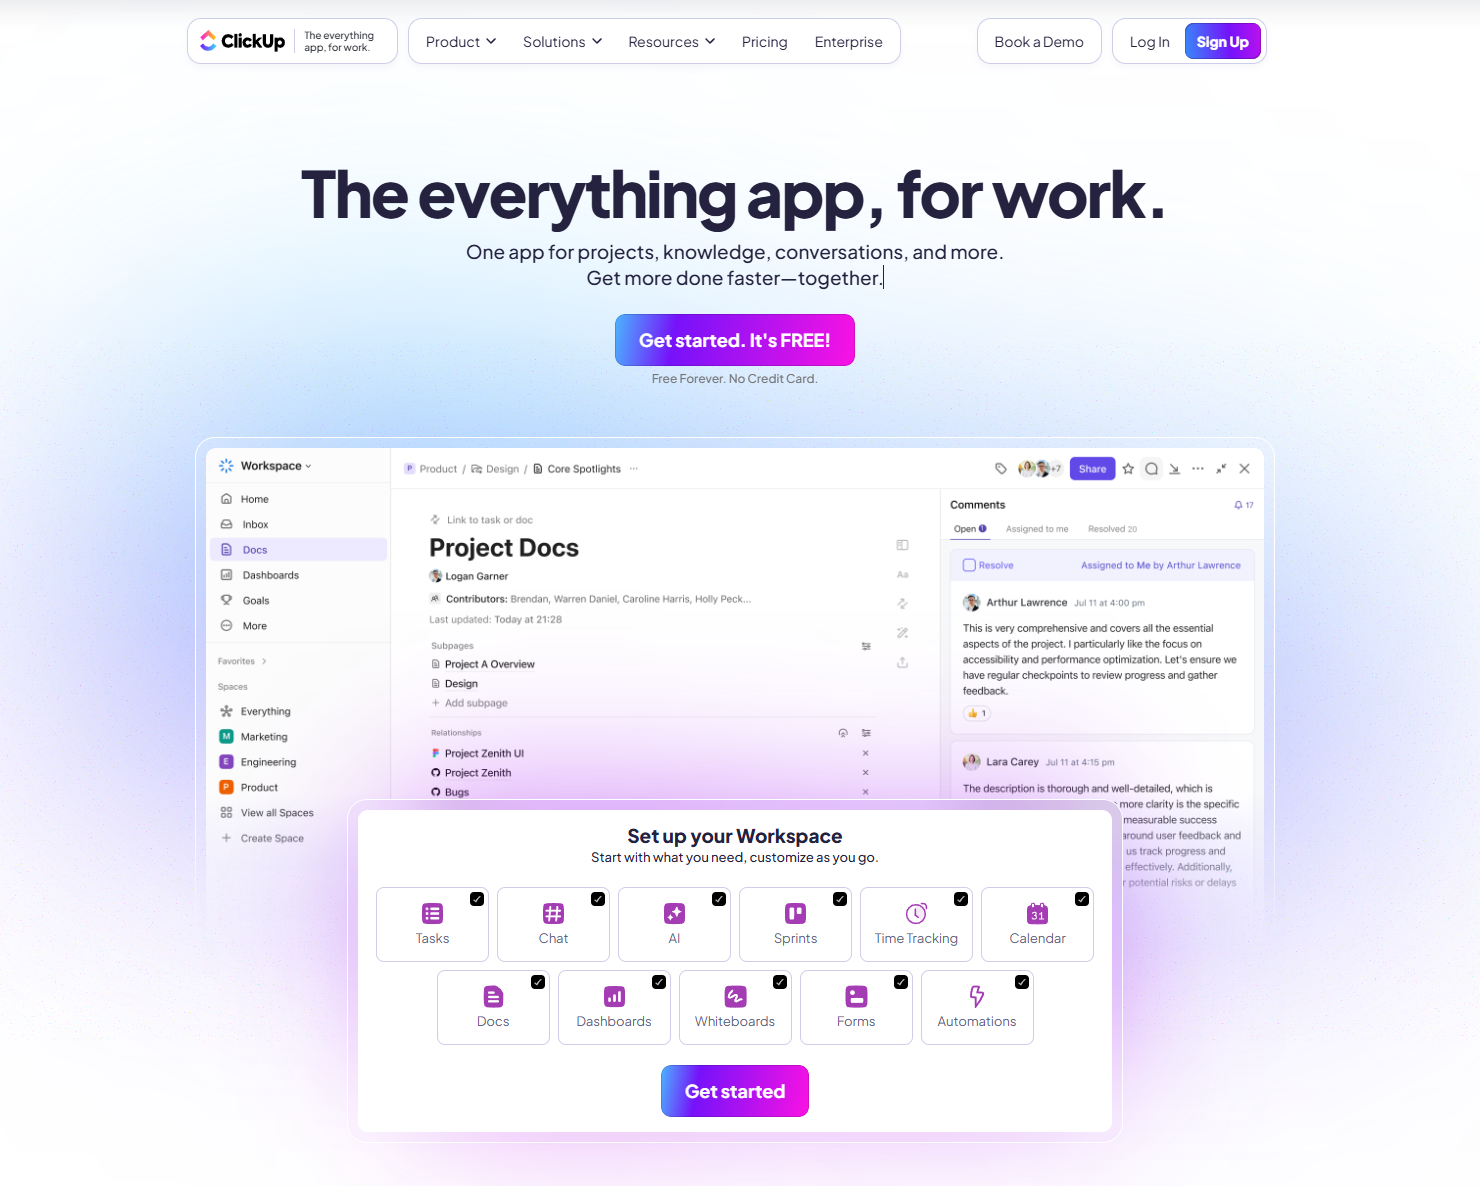 ClickUp
The everything
app, for work.
Product
Solutions
Resources
Pricing
Enterprise
Book a Demo
Log In
Sign Up
The everything app, for work.
One app for projects, knowledge, conversations, and more.
Get more done faster—together.
Get started. It's FREE!
Free Forever. No Credit Card.
Workspace
Home
Inbox
Docs
Dashboards
Goals
More
Favorites
Spaces
Everything
M Marketing
E Engineering
P Product
View all Spaces
+ Create Space
P Product / Design / Core Spotlights ...
+7
Share
Link to task or doc
Project Docs
Logan Garner
Contributors: Brendan, Warren Daniel, Caroline Harris, Holly Peck...
Last updated: Today at 21:28
Subpages
Project A Overview
Design
+ Add subpage
Relationships
Project Zenith UI
Project Zenith
Bugs
Aa
Comments
17
Open 1
Assigned to me
Resolved 20
Resolve
Assigned to Me by Arthur Lawrence
Arthur Lawrence Jul 11 at 4:00 pm
This is very comprehensive and covers all the essential
aspects of the project. I particularly like the focus on
accessibility and performance optimization. Let's ensure we
have regular checkpoints to review progress and gather
feedback.
1
Lara Carey Jul 11 at 4:15 pm
The description is thorough and well-detailed, which is
more clarity is the specific
measurable success
around user feedback and
us track progress and
effectively. Additionally,
r potential risks or delays
Set up your Workspace
Start with what you need, customize as you go.
Tasks
Chat
AI
Sprints
Time Tracking
31
Calendar
Docs
Dashboards
Whiteboards
Forms
Automations
Get started